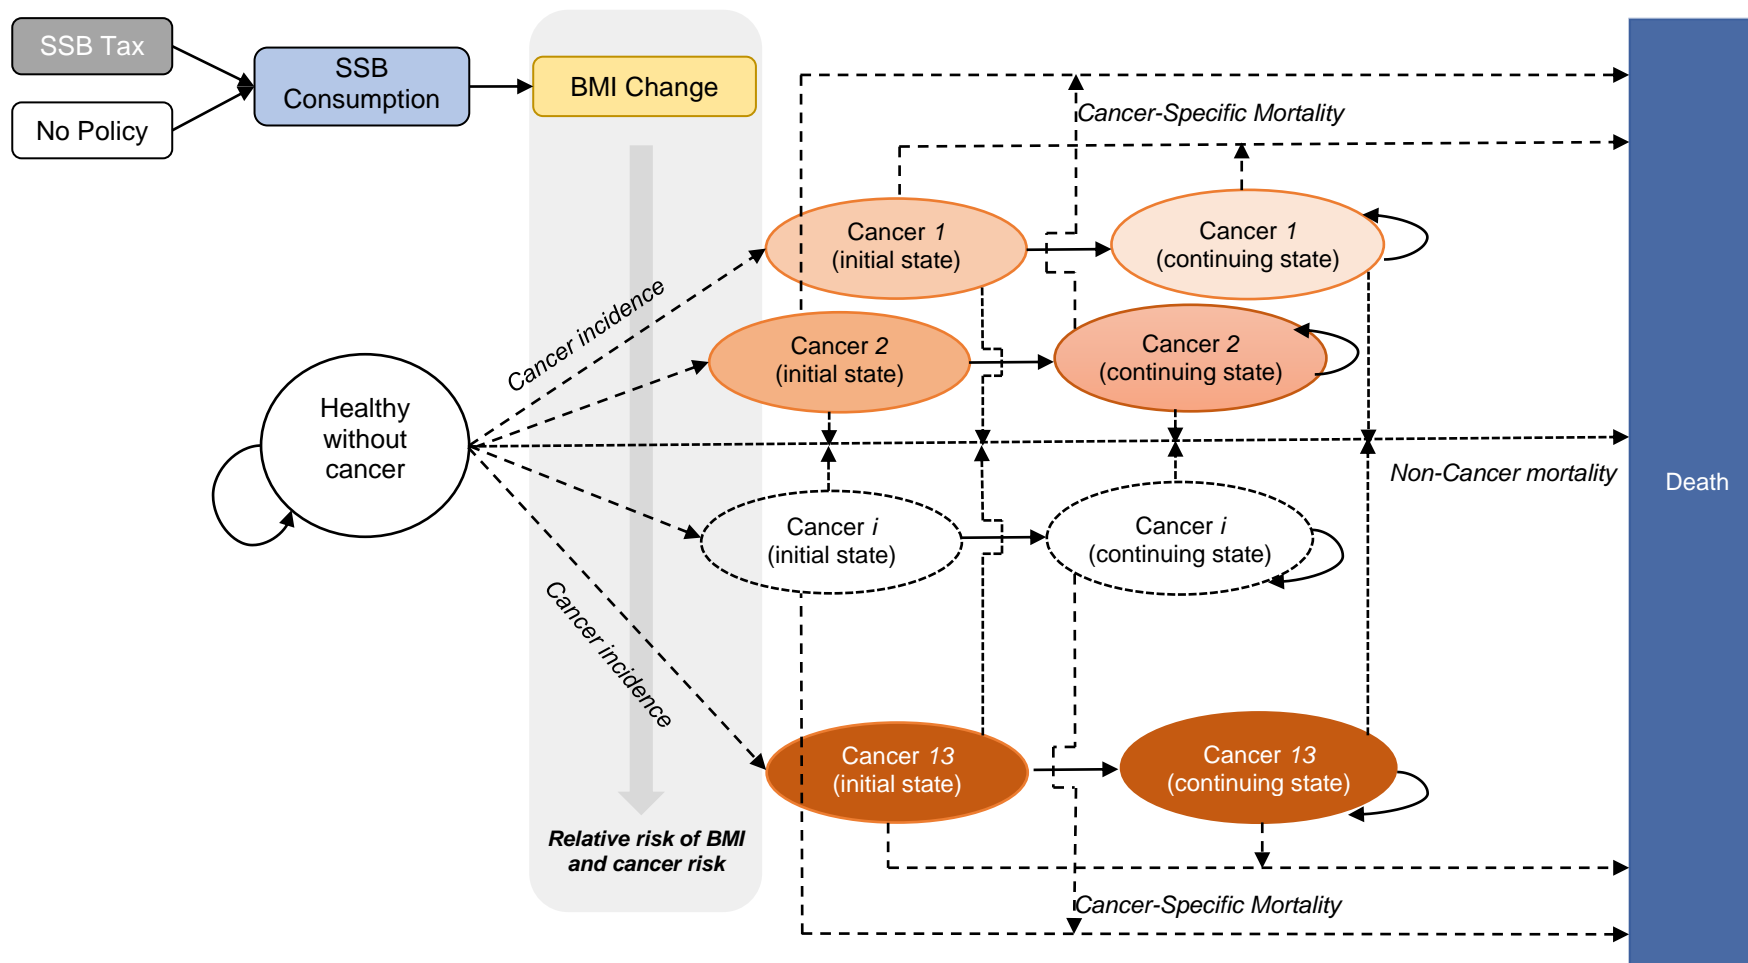 SSB Tax
No Policy
SSB
Consumption
BMI Change
Cancer-Specific Mortality
Cancer 1
(initial state)
Cancer 1
(continuing state)
Cancer incidence
Cancer 2
(initial state)
Cancer 2
(continuing state)
Healthy
without
cancer
Non-Cancer mortality
Death
Cancer i
(initial state)
Cancer i
(continuing state)
Cancer incidence
Cancer 13
(initial state)
Cancer 13
(continuing state)
Relative risk of BMI
and cancer risk
Cancer-Specific Mortality